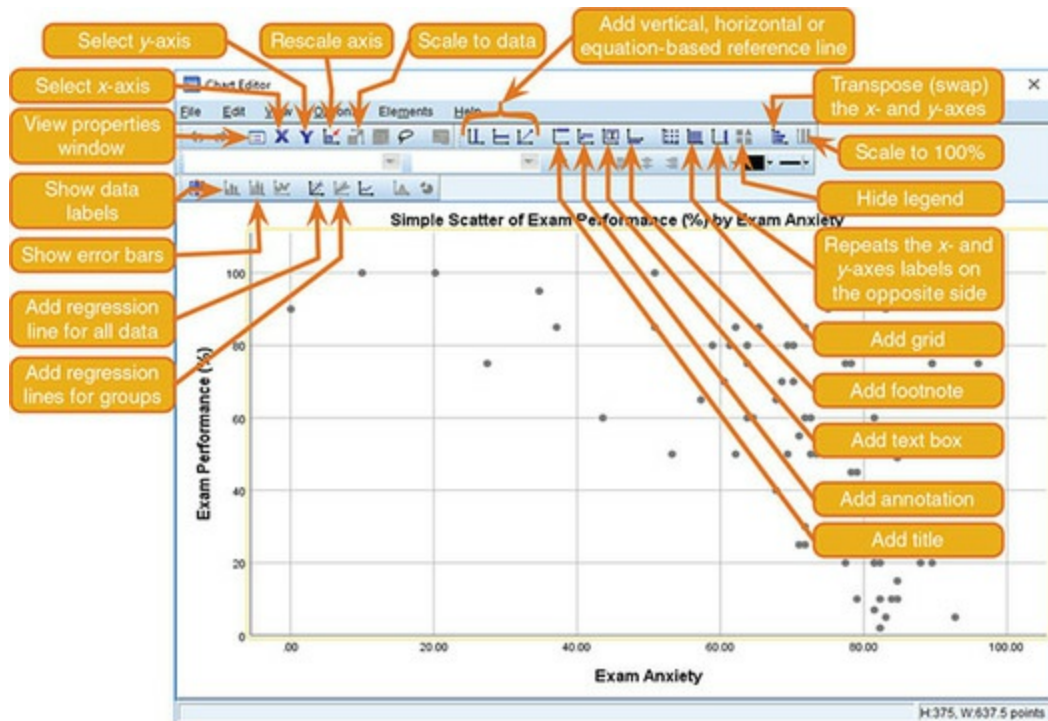 Select y-axis
Rescale axis
Scale to data
Add vertical, horizontal or
equation-based reference line
Select x-axis
Chart Editor
Transpose (swap)
the x- and y-axes
File Edit View Options Elements Help
View properties
window
X Y
Scale to 100%
Show data
labels
Hide legend
Simple Scatter of Exam Performance (%) by Exam Anxiety
Show error bars
Repeats the x- and
y-axes labels on
the opposite side
100
Add regression
line for all data
Add grid
80
Add regression
lines for groups
Add footnote
60
Add text box
Exam Performance (%)
40
Add annotation
Add title
20
0
.00 20.00 40.00 60.00 80.00 100.00
Exam Anxiety
H:375, W:637.5 points